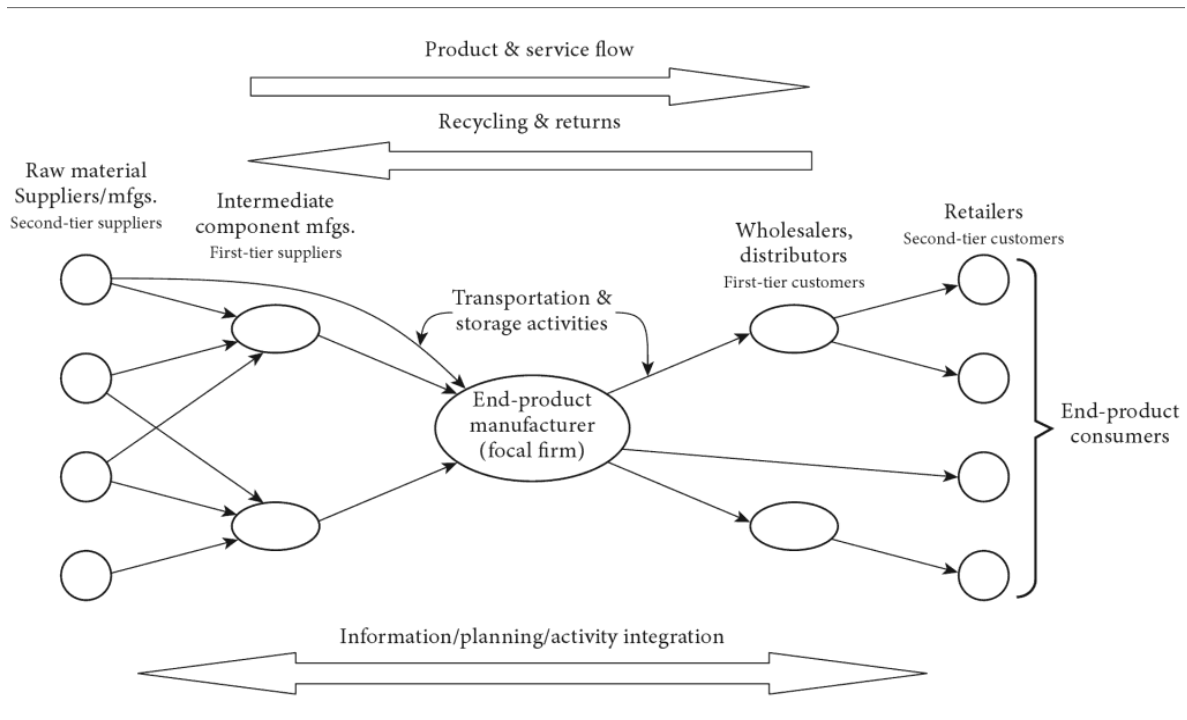 Product & service flow
Recycling & returns
Raw material
Suppliers/mfgs.
Second-tier suppliers
Intermediate
component mfgs.
First-tier suppliers
Transportation &
storage activities
End-product
manufacturer
(focal firm)
Wholesalers,
distributors
First-tier customers
Retailers
Second-tier customers
End-product
consumers
Information/planning/activity integration